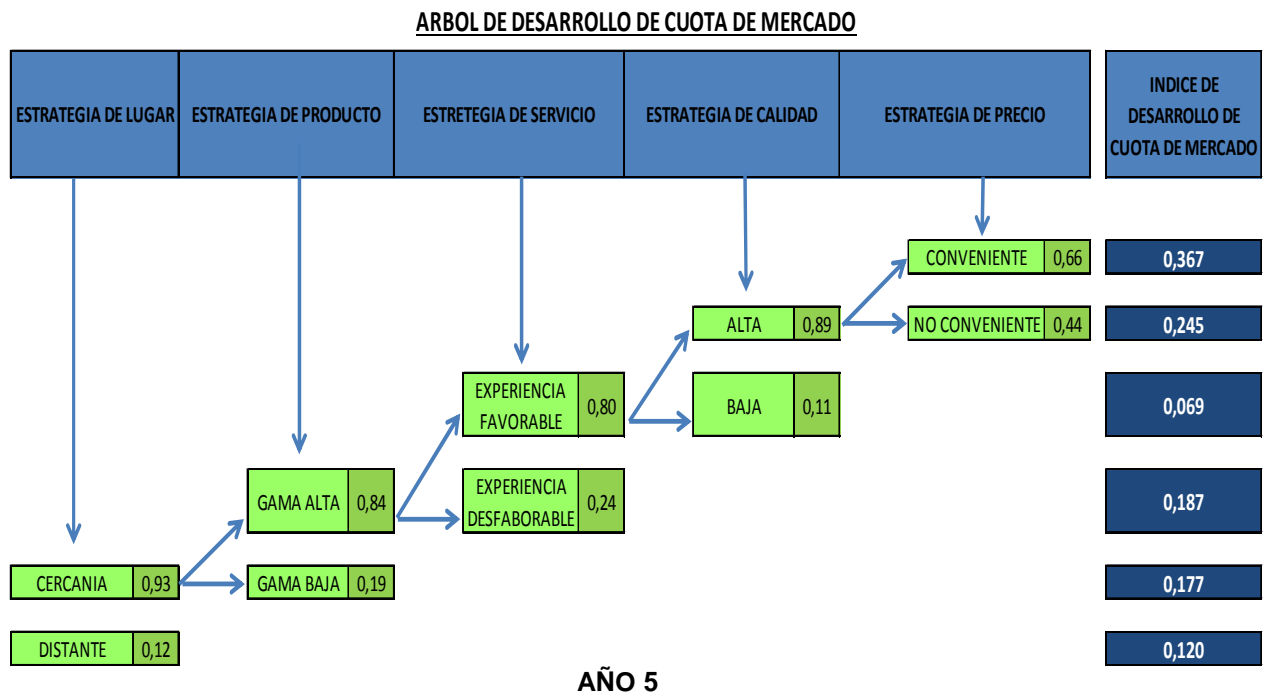 ARBOL DE DESARROLLO DE CUOTA DE MERCADO
ESTRATEGIA DE LUGAR
ESTRATEGIA DE PRODUCTO
ESTRETEGIA DE SERVICIO
ESTRATEGIA DE CALIDAD
ESTRATEGIA DE PRECIO
INDICE DE
DESARROLLO DE
CUOTA DE MERCADO
CONVENIENTE 0,66
0,367
ALTA 0,89
NO CONVENIENTE 0,44
0,245
EXPERIENCIA
FAVORABLE
0,80
BAJA 0,11
0,069
GAMA ALTA 0,84
EXPERIENCIA
DESFABORABLE
0,24
0,187
CERCANIA 0,93
GAMA BAJA 0,19
0,177
DISTANTE 0,12
0,120
AÑO 5